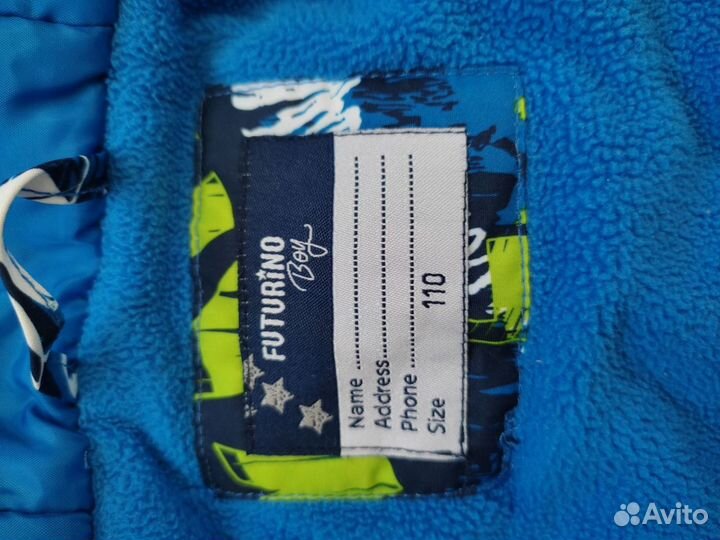 FUTURINO
Boy
Name
Address
Phone
Size 110
Avito